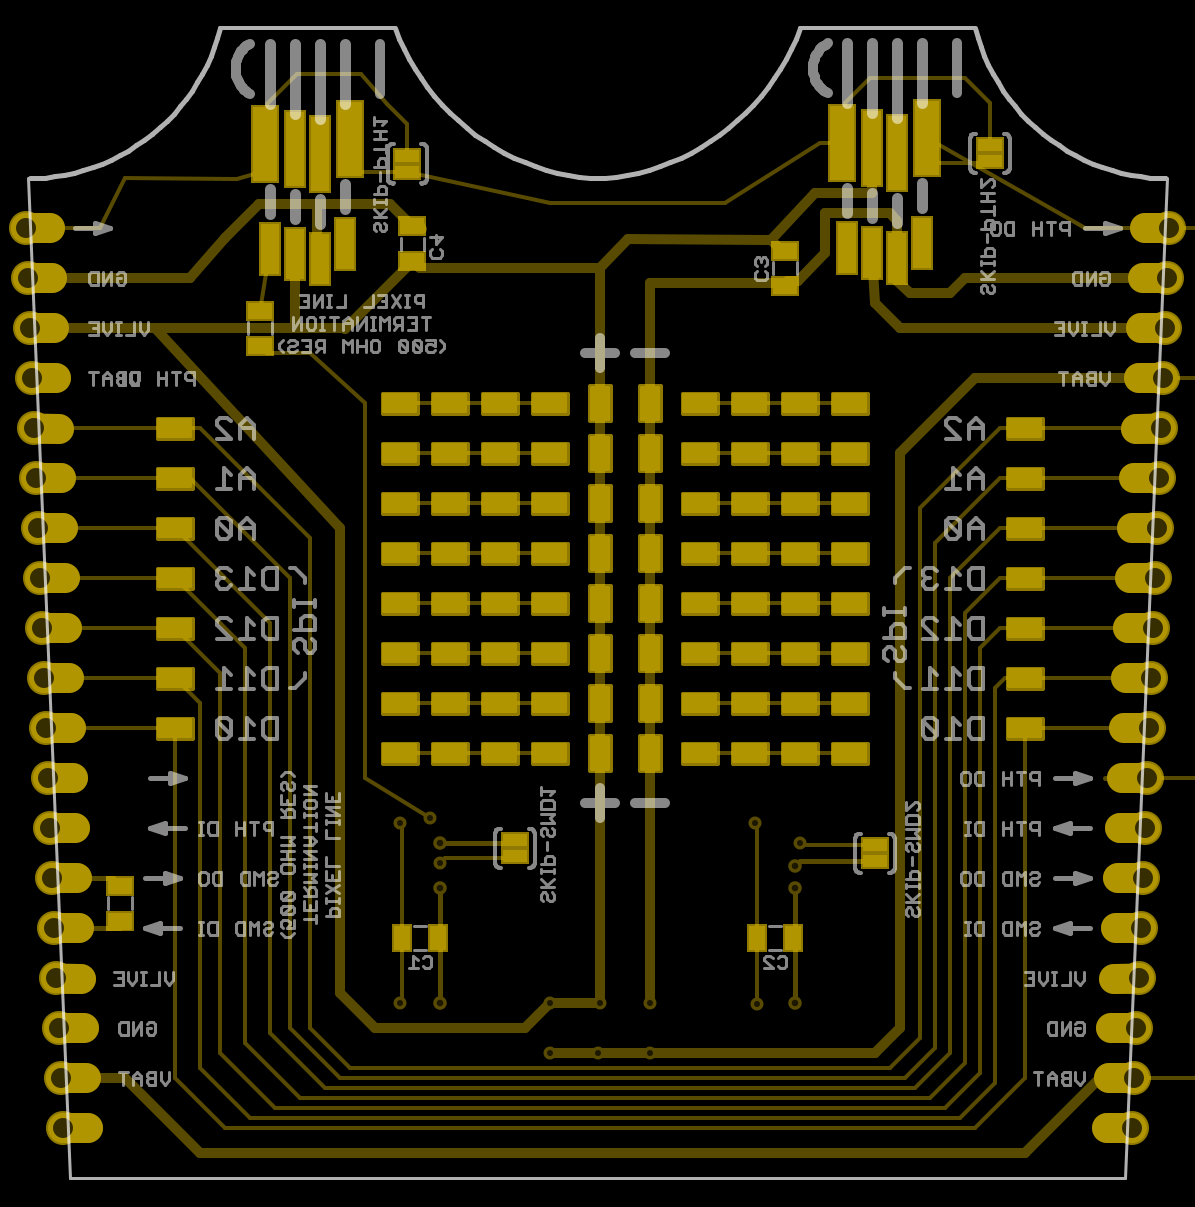 SKIP-PTH1
C4
PIXEL LINE
TERMINATION
(500 OHM RES)
GND
VLIVE
VBAT
PTH DI
A2
A1
A0
D13
D12
D11
D10
(SPI)
PTH DI
SMD DO
SMD DI
VLIVE
GND
VBAT
PIXEL LINE
TERMINATION
(500 OHM RES)
C1
SKIP-SMD1
C3
SKIP-PTH2
PTH DO
GND
VLIVE
VBAT
A2
A1
A0
D13
D12
D11
D10
(SPI)
PTH DO
PTH DI
SMD DO
SMD DI
VLIVE
GND
VBAT
C2
SKIP-SMD2